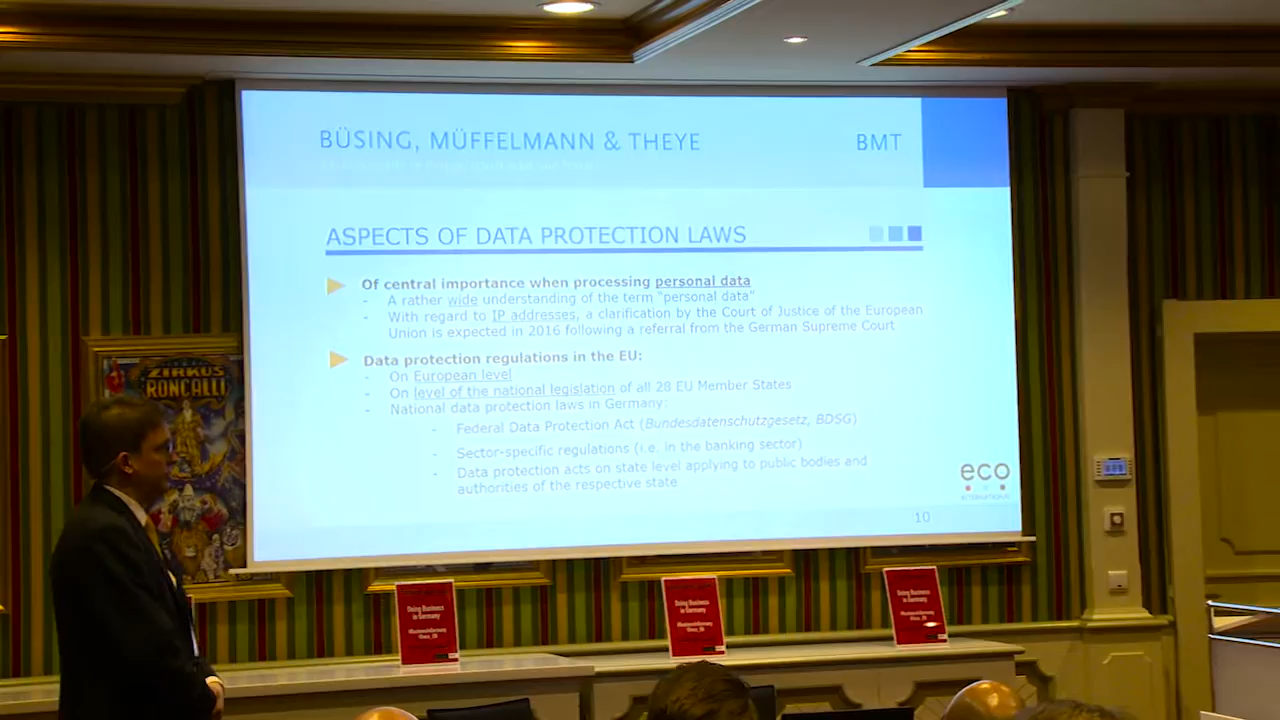 BÜSING, MÜFFELMANN & THEYE
BMT
ASPECTS OF DATA PROTECTION LAWS
Of central importance when processing personal data
- A rather wide understanding of the term "personal data"
- With regard to IP addresses, a clarification by the Court of Justice of the European
Union is expected in 2016 following a referral from the German Supreme Court
Data protection regulations in the EU:
- On European level
- On level of the national legislation of all 28 EU Member States
- National data protection laws in Germany:
- Federal Data Protection Act (Bundesdatenschutzgesetz, BDSG)
- Sector-specific regulations (i.e. in the banking sector)
- Data protection acts on state level applying to public bodies and
authorities of the respective state
eco
INTERNATIONAL
10
ZIRKUS
RONCALLI
Doing Business
in Germany
Doing Business
in Germany
Doing Business
in Germany